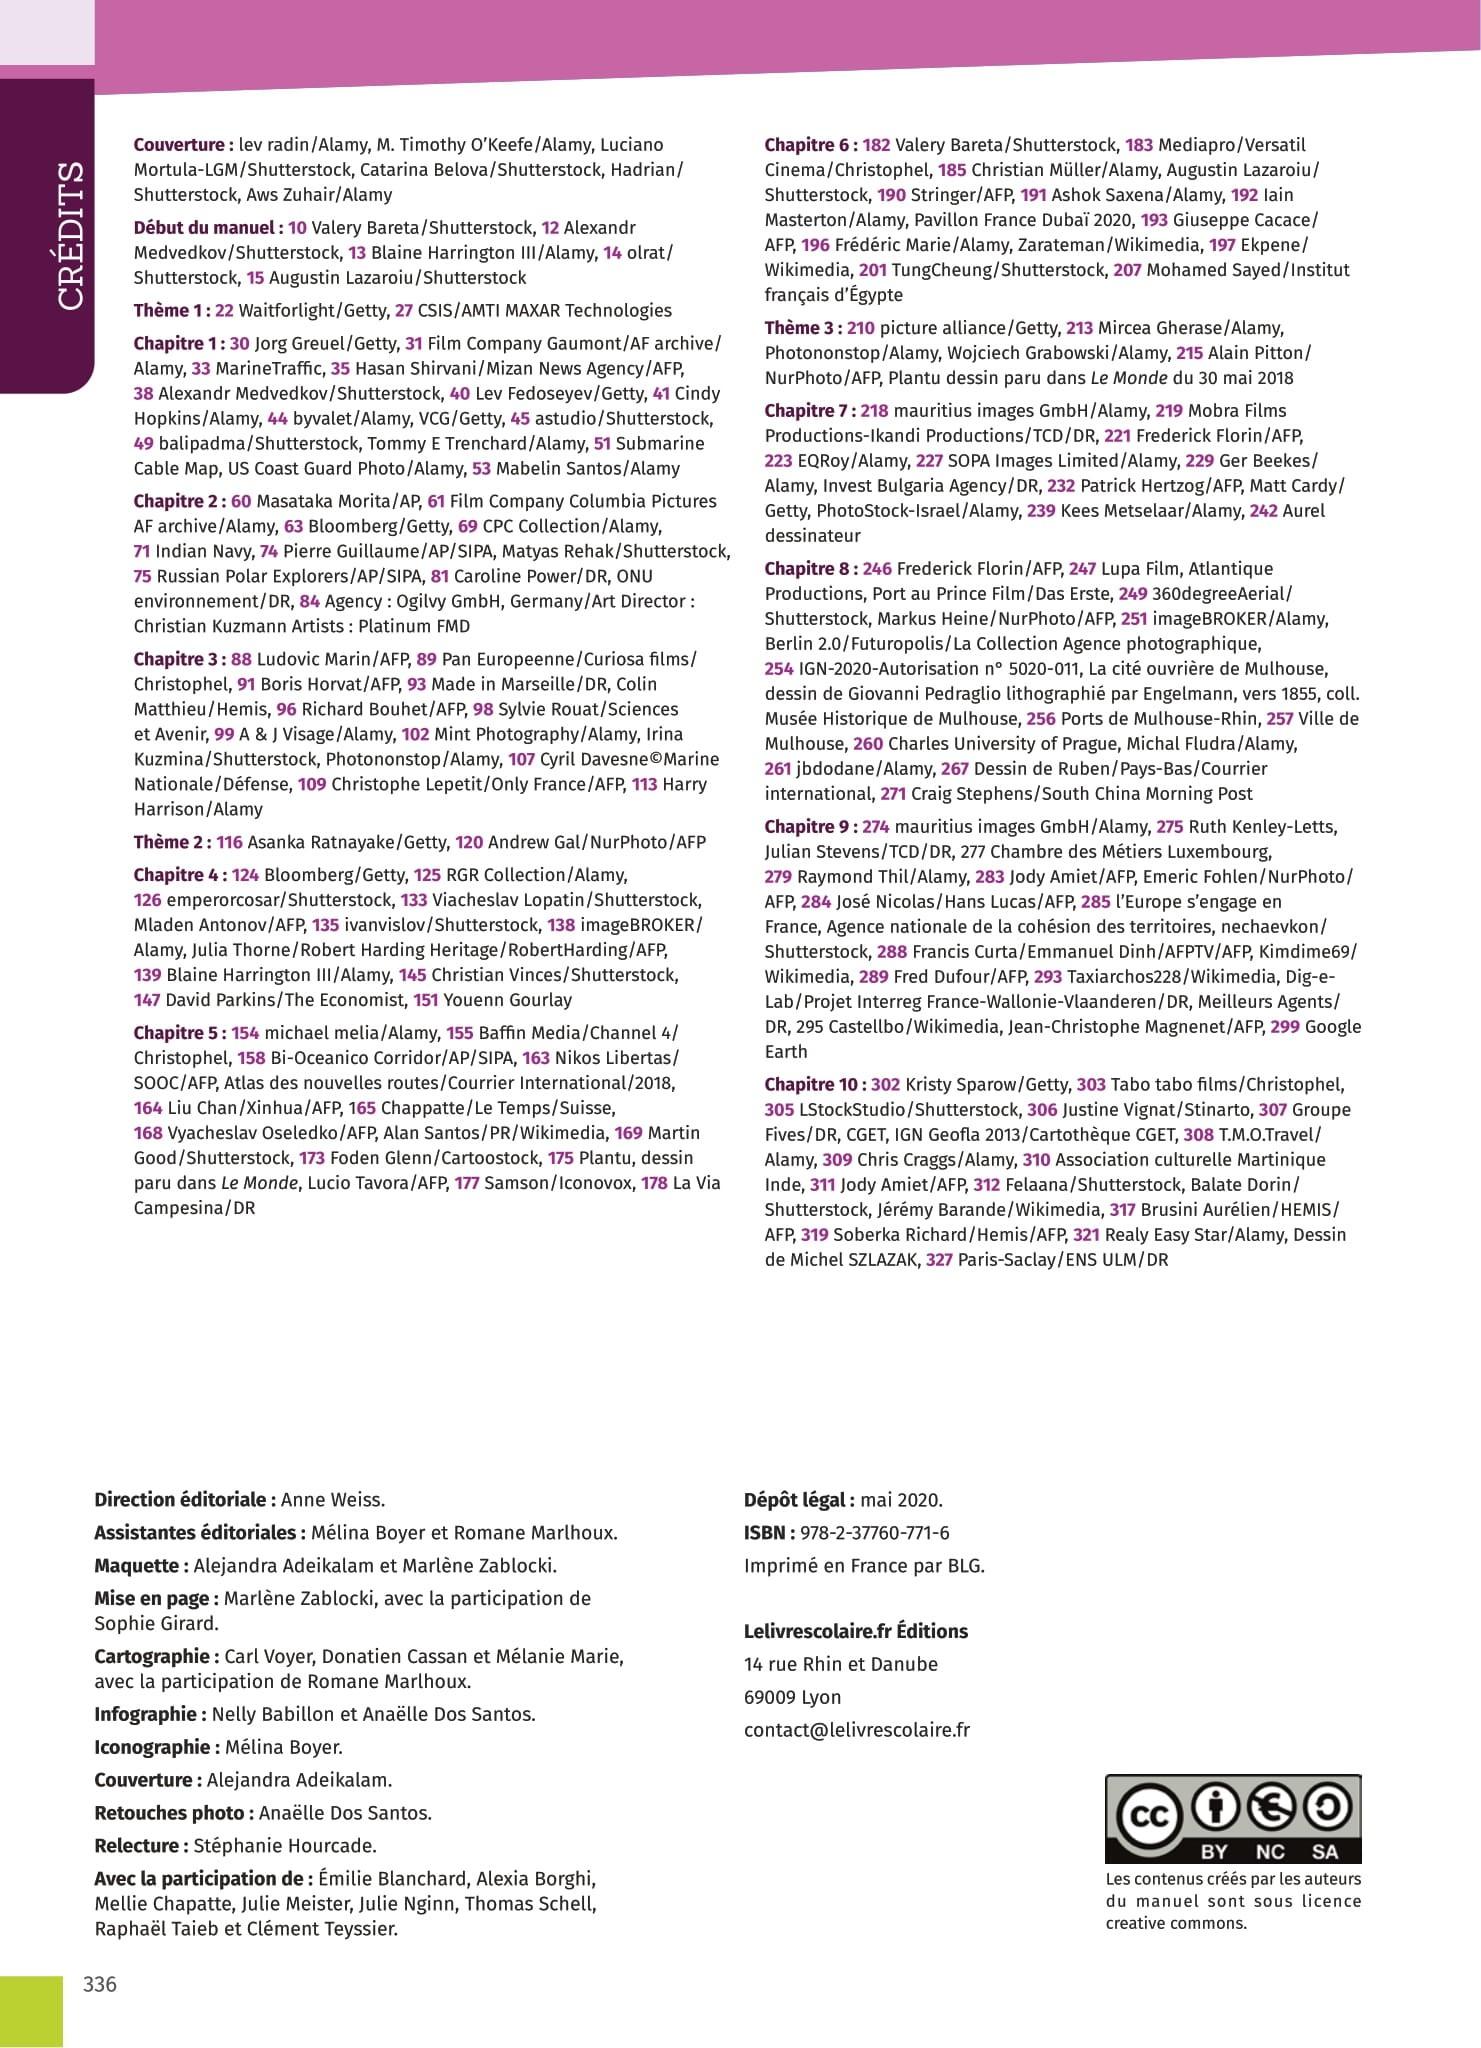 CRÉDITS
Couverture : lev radin/Alamy, M. Timothy O’Keefe/Alamy, Luciano
Mortula-LGM/Shutterstock, Catarina Belova/Shutterstock, Hadrian/
Shutterstock, Aws Zuhair/Alamy
Début du manuel : 10 Valery Bareta/Shutterstock, 12 Alexandr
Medvedkov/Shutterstock, 13 Blaine Harrington III/Alamy, 14 olrat/
Shutterstock, 15 Augustin Lazaroiu/Shutterstock
Thème 1 : 22 Waitforlight/Getty, 27 CSIS/AMTI MAXAR Technologies
Chapitre 1 : 30 Jorg Greuel/Getty, 31 Film Company Gaumont/AF archive/
Alamy, 33 MarineTraffic, 35 Hasan Shirvani/Mizan News Agency/AFP,
38 Alexandr Medvedkov/Shutterstock, 40 Lev Fedoseyev/Getty, 41 Cindy
Hopkins/Alamy, 44 byvalet/Alamy, VCG/Getty, 45 astudio/Shutterstock,
49 balipadma/Shutterstock, Tommy E Trenchard/Alamy, 51 Submarine
Cable Map, US Coast Guard Photo/Alamy, 53 Mabelin Santos/Alamy
Chapitre 2 : 60 Masataka Morita/AP, 61 Film Company Columbia Pictures
AF archive/Alamy, 63 Bloomberg/Getty, 69 CPC Collection/Alamy,
71 Indian Navy, 74 Pierre Guillaume/AP/SIPA, Matyas Rehak/Shutterstock,
75 Russian Polar Explorers/AP/SIPA, 81 Caroline Power/DR, ONU
environnement/DR, 84 Agency : Ogilvy GmbH, Germany/Art Director :
Christian Kuzmann Artists : Platinum FMD
Chapitre 3 : 88 Ludovic Marin/AFP, 89 Pan Europeenne/Curiosa films/
Christophel, 91 Boris Horvat/AFP, 93 Made in Marseille/DR, Colin
Matthieu/Hemis, 96 Richard Bouhet/AFP, 98 Sylvie Rouat/Sciences
et Avenir, 99 A & J Visage/Alamy, 102 Mint Photography/Alamy, Irina
Kuzmina/Shutterstock, Photononstop/Alamy, 107 Cyril Davesne©Marine
Nationale/Défense, 109 Christophe Lepetit/Only France/AFP, 113 Harry
Harrison/Alamy
Thème 2 : 116 Asanka Ratnayake/Getty, 120 Andrew Gal/NurPhoto/AFP
Chapitre 4 : 124 Bloomberg/Getty, 125 RGR Collection/Alamy,
126 emperorcosar/Shutterstock, 133 Viacheslav Lopatin/Shutterstock,
Mladen Antonov/AFP, 135 ivanvislov/Shutterstock, 138 imageBROKER/
Alamy, Julia Thorne/Robert Harding Heritage/RobertHarding/AFP,
139 Blaine Harrington III/Alamy, 145 Christian Vinces/Shutterstock,
147 David Parkins/The Economist, 151 Youenn Gourlay
Chapitre 5 : 154 michael melia/Alamy, 155 Baffin Media/Channel 4/
Christophel, 158 Bi-Oceanico Corridor/AP/SIPA, 163 Nikos Libertas/
SOOC/AFP, Atlas des nouvelles routes/Courrier International/2018,
164 Liu Chan/Xinhua/AFP, 165 Chappatte/Le Temps/Suisse,
168 Vyacheslav Oseledko/AFP, Alan Santos/PR/Wikimedia, 169 Martin
Good/Shutterstock, 173 Foden Glenn/Cartoostock, 175 Plantu, dessin
paru dans Le Monde, Lucio Tavora/AFP, 177 Samson/Iconovox, 178 La Via
Campesina/DR
Chapitre 6 : 182 Valery Bareta/Shutterstock, 183 Mediapro/Versatil
Cinema/Christophel, 185 Christian Müller/Alamy, Augustin Lazaroiu/
Shutterstock, 190 Stringer/AFP, 191 Ashok Saxena/Alamy, 192 Iain
Masterton/Alamy, Pavillon France Dubaï 2020, 193 Giuseppe Cacace/
AFP, 196 Frédéric Marie/Alamy, Zarateman/Wikimedia, 197 Ekpene/
Wikimedia, 201 TungCheung/Shutterstock, 207 Mohamed Sayed/Institut
français d’Égypte
Thème 3 : 210 picture alliance/Getty, 213 Mircea Gherase/Alamy,
Photononstop/Alamy, Wojciech Grabowski/Alamy, 215 Alain Pitton/
NurPhoto/AFP, Plantu dessin paru dans Le Monde du 30 mai 2018
Chapitre 7 : 218 mauritius images GmbH/Alamy, 219 Mobra Films
Productions-Ikandi Productions/TCD/DR, 221 Frederick Florin/AFP,
223 EQRoy/Alamy, 227 SOPA Images Limited/Alamy, 229 Ger Beekes/
Alamy, Invest Bulgaria Agency/DR, 232 Patrick Hertzog/AFP, Matt Cardy/
Getty, PhotoStock-Israel/Alamy, 239 Kees Metselaar/Alamy, 242 Aurel
dessinateur
Chapitre 8 : 246 Frederick Florin/AFP, 247 Lupa Film, Atlantique
Productions, Port au Prince Film/Das Erste, 249 360degreeAerial/
Shutterstock, Markus Heine/NurPhoto/AFP, 251 imageBROKER/Alamy,
Berlin 2.0/Futuropolis/La Collection Agence photographique,
254 IGN-2020-Autorisation n° 5020-011, La cité ouvrière de Mulhouse,
dessin de Giovanni Pedraglio lithographié par Engelmann, vers 1855, coll.
Musée Historique de Mulhouse, 256 Ports de Mulhouse-Rhin, 257 Ville de
Mulhouse, 260 Charles University of Prague, Michal Fludra/Alamy,
261 jbdodane/Alamy, 267 Dessin de Ruben/Pays-Bas/Courrier
international, 271 Craig Stephens/South China Morning Post
Chapitre 9 : 274 mauritius images GmbH/Alamy, 275 Ruth Kenley-Letts,
Julian Stevens/TCD/DR, 277 Chambre des Métiers Luxembourg,
279 Raymond Thil/Alamy, 283 Jody Amiet/AFP, Emeric Fohlen/NurPhoto/
AFP, 284 José Nicolas/Hans Lucas/AFP, 285 l’Europe s’engage en
France, Agence nationale de la cohésion des territoires, nechaevkon/
Shutterstock, 288 Francis Curta/Emmanuel Dinh/AFPTV/AFP, Kimdime69/
Wikimedia, 289 Fred Dufour/AFP, 293 Taxiarchos228/Wikimedia, Dig-e-
Lab/Projet Interreg France-Wallonie-Vlaanderen/DR, Meilleurs Agents/
DR, 295 Castellbo/Wikimedia, Jean-Christophe Magnenet/AFP, 299 Google
Earth
Chapitre 10 : 302 Kristy Sparow/Getty, 303 Tabo tabo films/Christophel,
305 LStockStudio/Shutterstock, 306 Justine Vignat/Stinarto, 307 Groupe
Fives/DR, CGET, IGN Geofla 2013/Cartothèque CGET, 308 T.M.O.Travel/
Alamy, 309 Chris Craggs/Alamy, 310 Association culturelle Martinique
Inde, 311 Jody Amiet/AFP, 312 Felaana/Shutterstock, Balate Dorin/
Shutterstock, Jérémy Barande/Wikimedia, 317 Brusini Aurélien/HEMIS/
AFP, 319 Soberka Richard/Hemis/AFP, 321 Realy Easy Star/Alamy, Dessin
de Michel SZLAZAK, 327 Paris-Saclay/ENS ULM/DR
Direction éditoriale : Anne Weiss.
Assistantes éditoriales : Mélina Boyer et Romane Marlhoux.
Maquette : Alejandra Adeikalam et Marlène Zablocki.
Mise en page : Marlène Zablocki, avec la participation de
Sophie Girard.
Cartographie : Carl Voyer, Donatien Cassan et Mélanie Marie,
avec la participation de Romane Marlhoux.
Infographie : Nelly Babillon et Anaëlle Dos Santos.
Iconographie : Mélina Boyer.
Couverture : Alejandra Adeikalam.
Retouches photo : Anaëlle Dos Santos.
Relecture : Stéphanie Hourcade.
Avec la participation de : Émilie Blanchard, Alexia Borghi,
Mellie Chapatte, Julie Meister, Julie Nginn, Thomas Schell,
Raphaël Taieb et Clément Teyssier.
Dépôt légal : mai 2020.
ISBN : 978-2-37760-771-6
Imprimé en France par BLG.
Lelivrescolaire.fr Éditions
14 rue Rhin et Danube
69009 Lyon
contact@lelivrescolaire.fr
cc
BY NC SA
Les contenus créés par les auteurs
du manuel sont sous licence
creative commons.
336